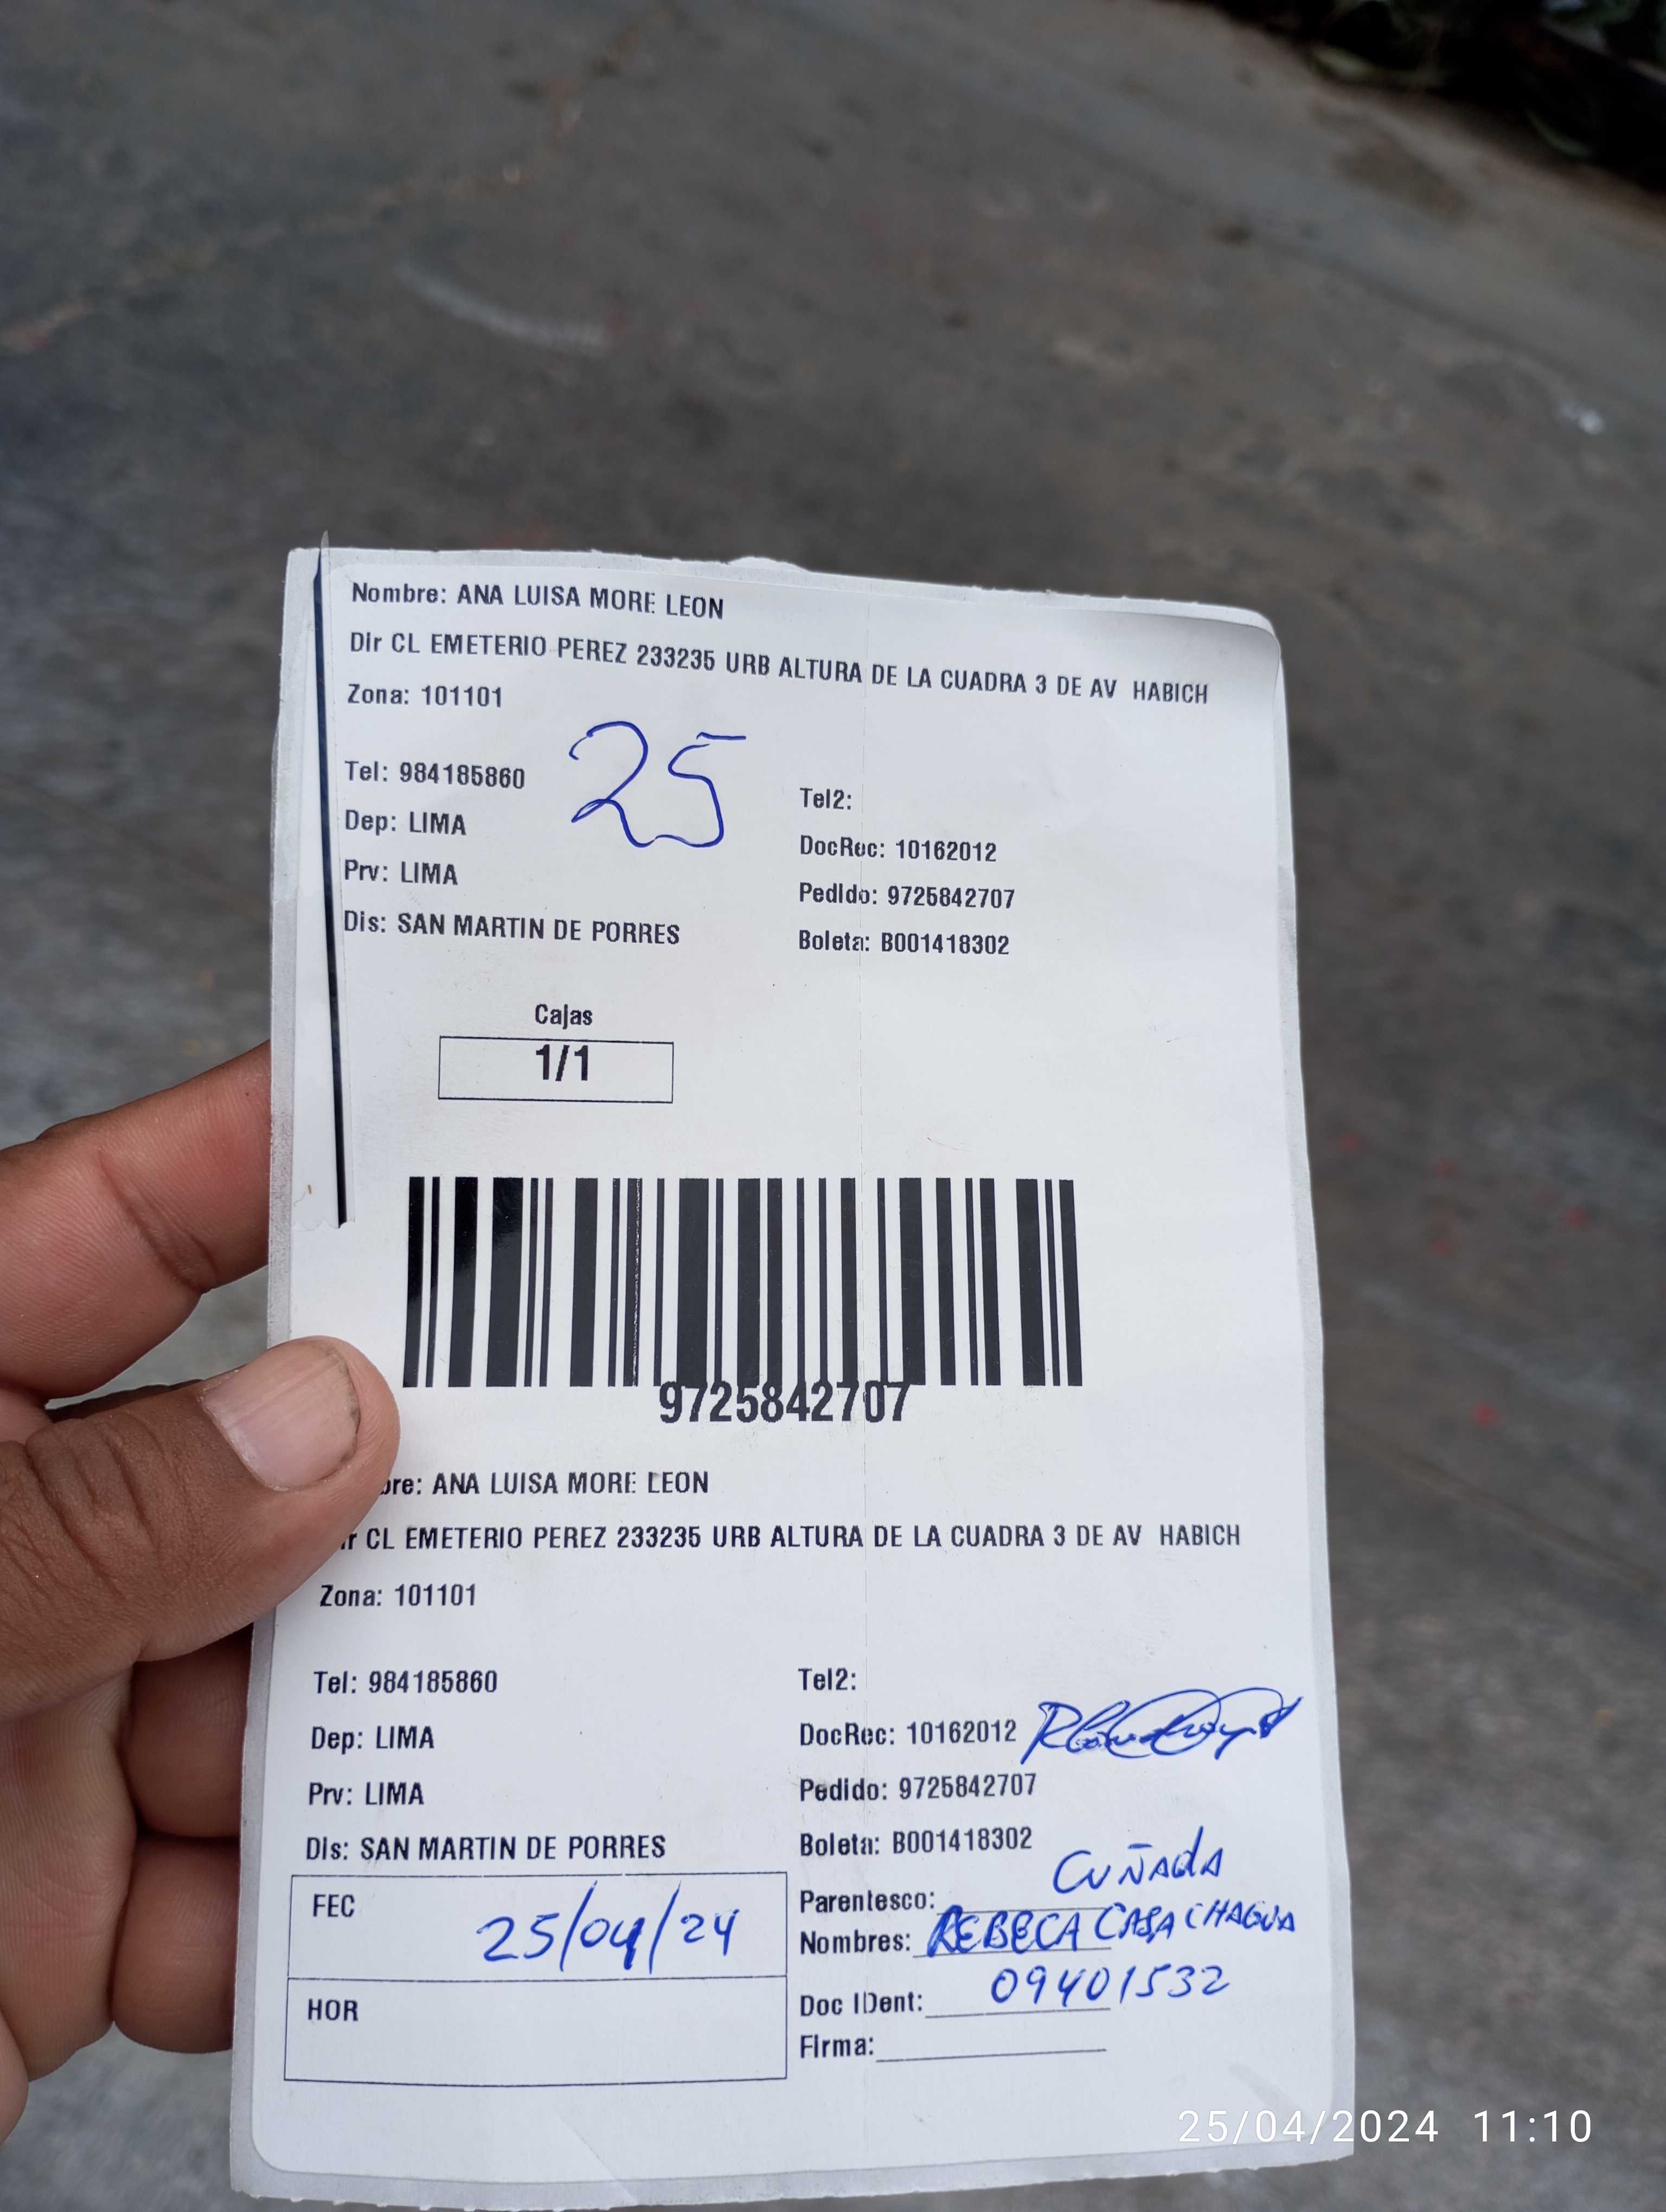 Nombre: ANA LUISA MORE LEON
Dir CL EMETERIO PEREZ 233235 URB ALTURA DE LA CUADRA 3 DE AV HABICH
Zona: 101101
25
Tel: 984185860
Tel2:
Dep: LIMA
DocRec: 10162012
Prv: LIMA
Pedido: 9725842707
Dis: SAN MARTIN DE PORRES
Boleta: B001418302
Cajas
1/1
9725842707
bre: ANA LUISA MORE LEON
ir CL EMETERIO PEREZ 233235 URB ALTURA DE LA CUADRA 3 DE AV HABICH
Zona: 101101
Tel: 984185860
Tel2:
Dep: LIMA
DocRec: 10162012
Prv: LIMA
Pedido: 9725842707
Dis: SAN MARTIN DE PORRES
Boleta: B001418302
FEC 25/04/24
Parentesco: CUÑADA
Nombres: REBECA CASACHAGUA
HOR
Doc IDent: 09401532
Firma:
25/04/2024 11:10